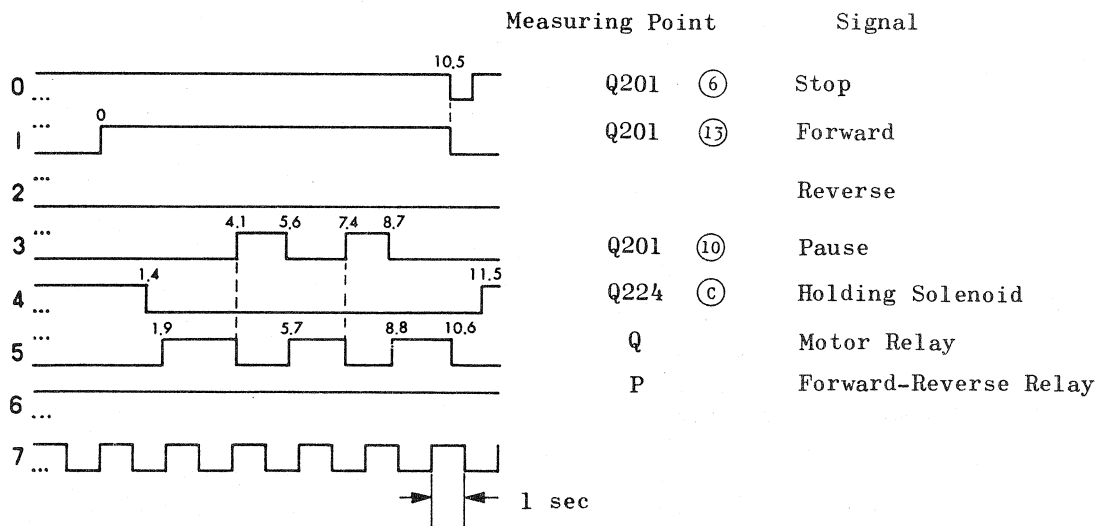 Measuring Point Signal
10,5
0 ... Q201 ⑥ Stop
0
1 ... Q201 ⑬ Forward
2 ... Reverse
4,1 5,6 7,4 8,7
3 ... Q201 ⑩ Pause
1,4 11,5
4 ... Q224 Ⓒ Holding Solenoid
1,9 5,7 8,8 10,6
5 ... Q Motor Relay
6 ... P Forward-Reverse Relay
7 ...
1 sec